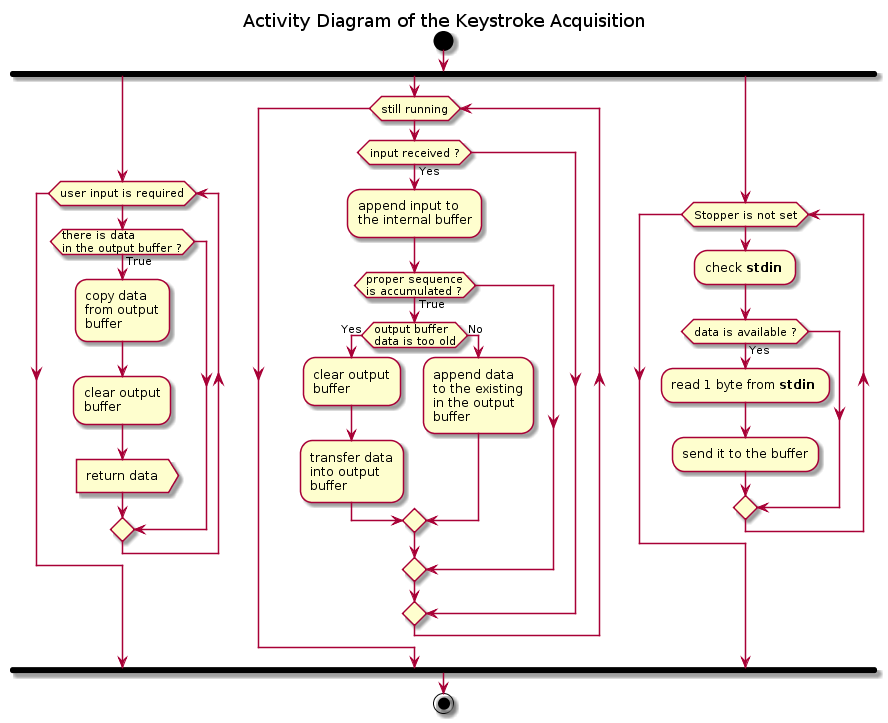 Activity Diagram of the Keystroke Acquisition
user input is required
there is data
in the output buffer ?
True
copy data
from output
buffer
clear output
buffer
return data
still running
input received ?
Yes
append input to
the internal buffer
proper sequence
is accumulated ?
True
Yes
output buffer
data is too old
No
clear output
buffer
transfer data
into output
buffer
append data
to the existing
in the output
buffer
Stopper is not set
check stdin
data is available ?
Yes
read 1 byte from stdin
send it to the buffer